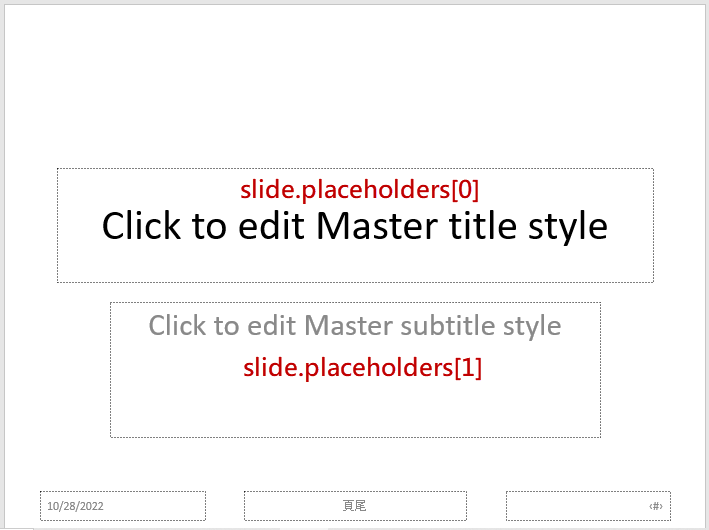 slide.placeholders[0]
Click to edit Master title style
Click to edit Master subtitle style
slide.placeholders[1]
10/28/2022
頁尾
‹#›